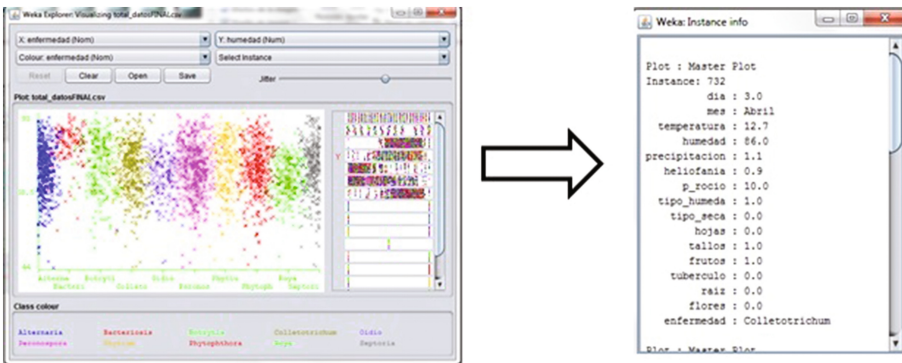 Weka Explorer: Visualizing total_datosFINAL.csv
X: enfermedad (Nom)
Y: humedad (Num)
Colour: enfermedad (Nom)
Select Instance
Reset
Clear
Open
Save
Jitter
Plot: total_datosFINAL.csv
Y
Class colour
Alternaria
Bacteriosis
Botrytis
Colletotrichum
Oidio
Peronospora
Phytophthora
Roya
Septoria
Weka: Instance info
Plot : Master Plot
Instance: 732
dia : 3.0
mes : Abril
temperatura : 12.7
humedad : 86.0
precipitacion : 1.1
heliofania : 0.9
p_rocio : 10.0
tipo_humeda : 1.0
tipo_seca : 0.0
hojas : 0.0
tallos : 1.0
frutos : 1.0
tuberculo : 0.0
raiz : 0.0
flores : 0.0
enfermedad : Colletotrichum
Plot : Master Plot